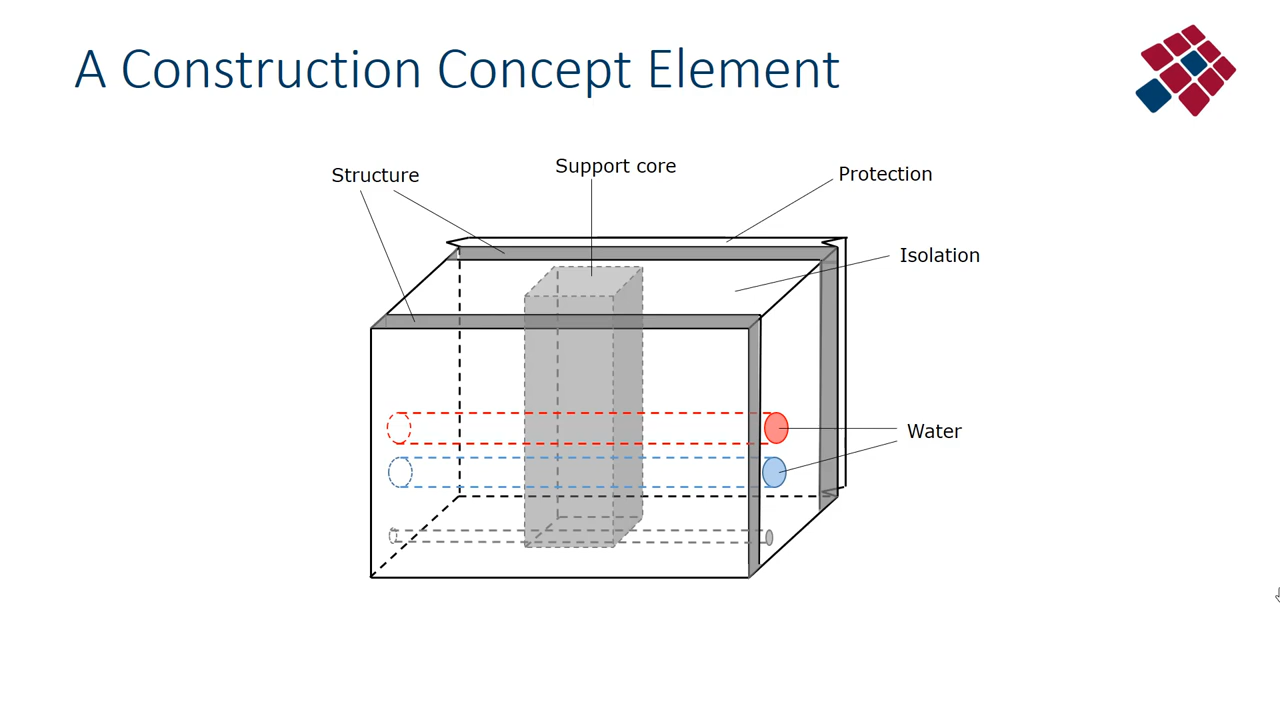 A Construction Concept Element
Structure
Support core
Protection
Isolation
Water